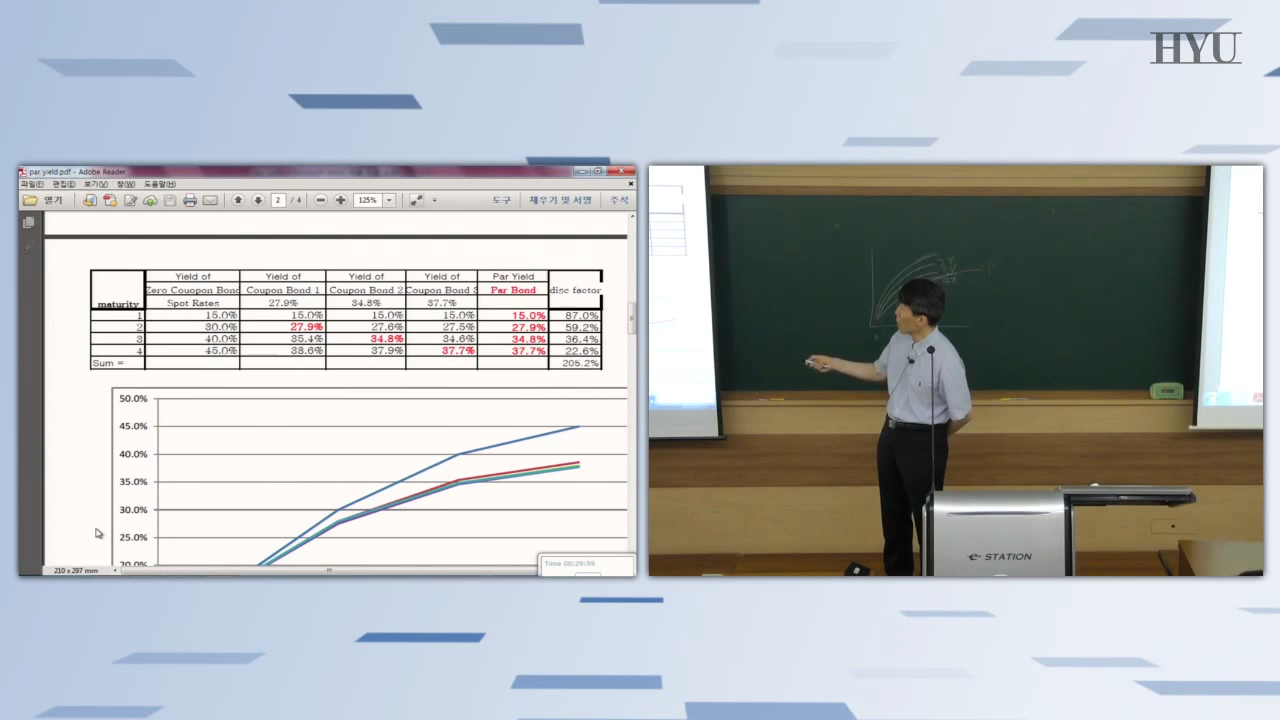 HYU
par yield.pdf - Adobe Reader
파일(F) 편집(E) 보기(V) 창(W) 도움말(H)
열기 2 / 4 125% 도구 채우기 및 서명 주석
maturity Yield of Zero Couopon Bond Spot Rates Yield of Coupon Bond 1 27.9% Yield of Coupon Bond 2 34.8% Yield of Coupon Bond 37.7% Par Yield Par Bond disc factor
1 15.0% 15.0% 15.0% 15.0% 15.0% 87.0%
2 30.0% 27.9% 27.6% 27.5% 27.9% 59.2%
3 40.0% 35.4% 34.8% 34.6% 34.8% 36.4%
4 45.0% 38.6% 37.9% 37.7% 37.7% 22.6%
Sum = 205.2%
50.0%
45.0%
40.0%
35.0%
30.0%
25.0%
20.0%
210 x 297 mm
Time 00:29:59
e-STATION